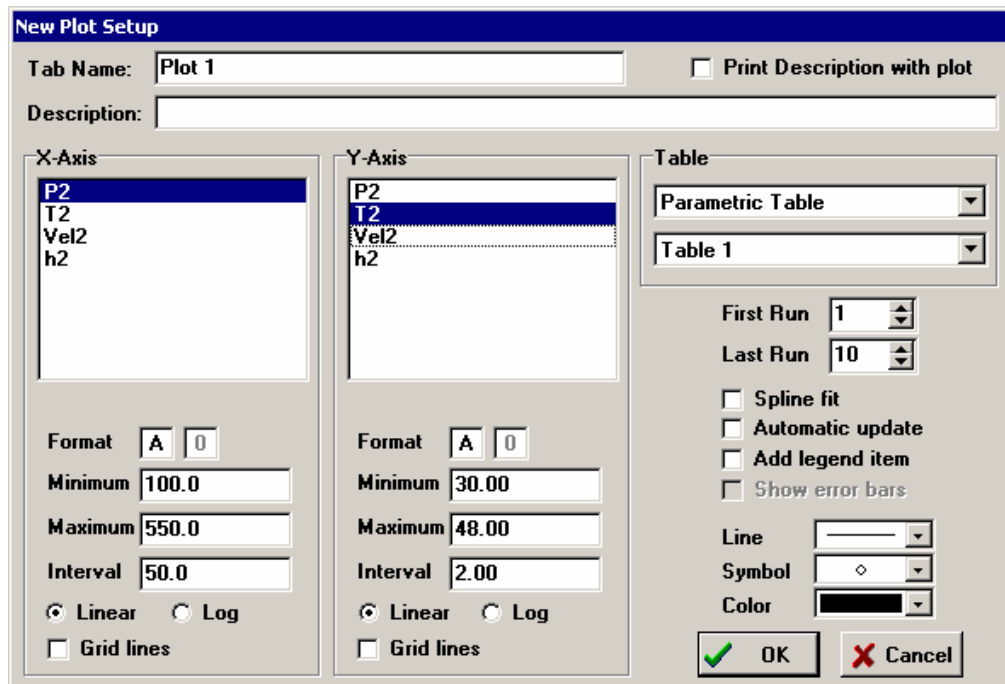 New Plot Setup
Tab Name: Plot 1
Print Description with plot
Description:
X-Axis
P2
T2
Vel2
h2
Format A 0
Minimum 100.0
Maximum 550.0
Interval 50.0
Linear Log
Grid lines
Y-Axis
P2
T2
Vel2
h2
Format A 0
Minimum 30.00
Maximum 48.00
Interval 2.00
Linear Log
Grid lines
Table
Parametric Table
Table 1
First Run 1
Last Run 10
Spline fit
Automatic update
Add legend item
Show error bars
Line
Symbol
Color
OK Cancel